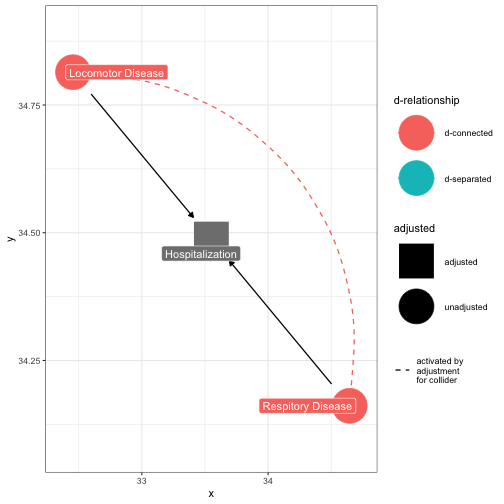 Locomotor Disease
Hospitalization
Respitory Disease
34.75
34.50
34.25
33
34
x
y
d-relationship
d-connected
d-separated
adjusted
adjusted
unadjusted
activated by
adjustment
for collider